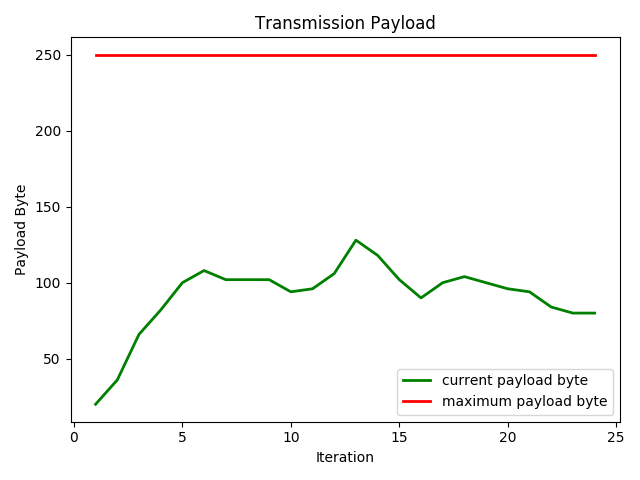 Transmission Payload
250
200
150
100
50
Payload Byte
current payload byte
maximum payload byte
0 5 10 15 20 25
Iteration